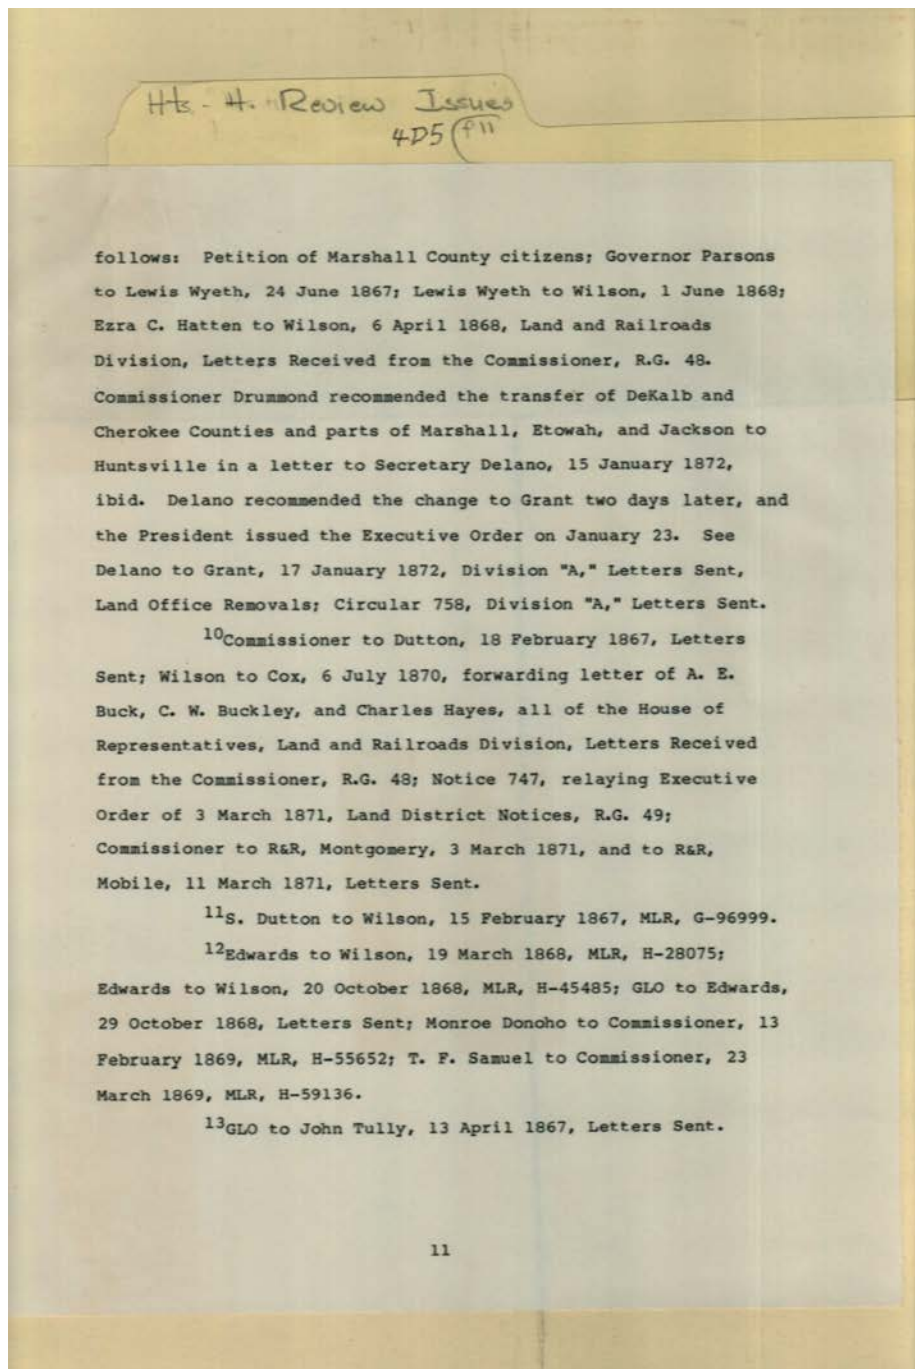 Hts - H. Review Issues
4D5 (p11
follows: Petition of Marshall County citizens; Governor Parsons
to Lewis Wyeth, 24 June 1867; Lewis Wyeth to Wilson, 1 June 1868;
Ezra C. Hatten to Wilson, 6 April 1868, Land and Railroads
Division, Letters Received from the Commissioner, R.G. 48.
Commissioner Drummond recommended the transfer of DeKalb and
Cherokee Counties and parts of Marshall, Etowah, and Jackson to
Huntsville in a letter to Secretary Delano, 15 January 1872,
ibid. Delano recommended the change to Grant two days later, and
the President issued the Executive Order on January 23. See
Delano to Grant, 17 January 1872, Division "A," Letters Sent,
Land Office Removals; Circular 758, Division "A," Letters Sent.
10Commissioner to Dutton, 18 February 1867, Letters
Sent; Wilson to Cox, 6 July 1870, forwarding letter of A. E.
Buck, C. W. Buckley, and Charles Hayes, all of the House of
Representatives, Land and Railroads Division, Letters Received
from the Commissioner, R.G. 48; Notice 747, relaying Executive
Order of 3 March 1871, Land District Notices, R.G. 49;
Commissioner to R&R, Montgomery, 3 March 1871, and to R&R,
Mobile, 11 March 1871, Letters Sent.
11S. Dutton to Wilson, 15 February 1867, MLR, G-96999.
12Edwards to Wilson, 19 March 1868, MLR, H-28075;
Edwards to Wilson, 20 October 1868, MLR, H-45485; GLO to Edwards,
29 October 1868, Letters Sent; Monroe Donoho to Commissioner, 13
February 1869, MLR, H-55652; T. F. Samuel to Commissioner, 23
March 1869, MLR, H-59136.
13GLO to John Tully, 13 April 1867, Letters Sent.
11